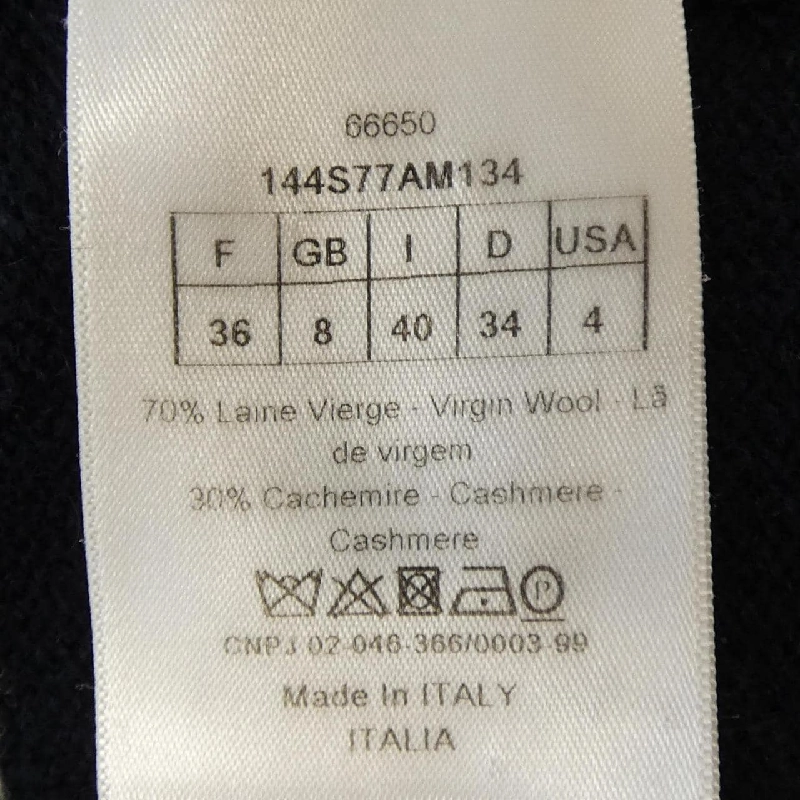 66650
144S77AM134
F GB I D USA
36 8 40 34 4
70% Laine Vierge - Virgin Wool - Lã
de virgem
30% Cachemire - Cashmere -
Cashmere
P
CNPJ 02-046-366/0003-99
Made In ITALY
ITALIA